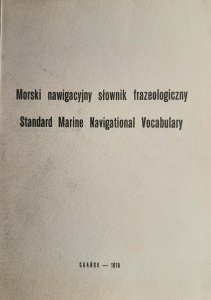 Morski nawigacyjny słownik frazeologiczny
Standard Marine Navigational Vocabulary
GDAŃSK — 1978